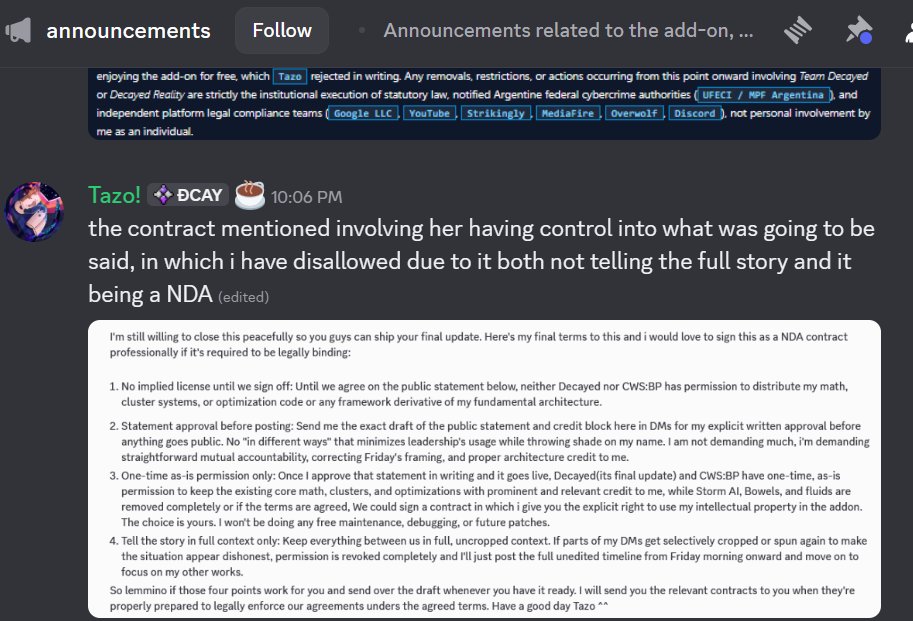 announcements
Follow
Announcements related to the add-on, ...
enjoying the add-on for free, which Tazo rejected in writing. Any removals, restrictions, or actions occurring from this point onward involving Team Decayed
or Decayed Reality are strictly the institutional execution of statutory law, notified Argentine federal cybercrime authorities ( UFECI / MPF Argentina ), and
independent platform legal compliance teams ( Google LLC , YouTube , Strikingly , MediaFire , Overwolf , Discord ), not personal involvement by
me as an individual.
Tazo! ÐCAY 10:06 PM
the contract mentioned involving her having control into what was going to be
said, in which i have disallowed due to it both not telling the full story and it
being a NDA (edited)
I'm still willing to close this peacefully so you guys can ship your final update. Here's my final terms to this and i would love to sign this as a NDA contract
professionally if it's required to be legally binding:
1. No implied license until we sign off: Until we agree on the public statement below, neither Decayed nor CWS:BP has permission to distribute my math,
cluster systems, or optimization code or any framework derivative of my fundamental architecture.
2. Statement approval before posting: Send me the exact draft of the public statement and credit block here in DMs for my explicit written approval before
anything goes public. No "in different ways" that minimizes leadership's usage while throwing shade on my name. I am not demanding much, i'm demanding
straightforward mutual accountability, correcting Friday's framing, and proper architecture credit to me.
3. One-time as-is permission only: Once I approve that statement in writing and it goes live, Decayed(its final update) and CWS:BP have one-time, as-is
permission to keep the existing core math, clusters, and optimizations with prominent and relevant credit to me, while Storm AI, Bowels, and fluids are
removed completely or if the terms are agreed, We could sign a contract in which i give you the explicit right to use my intellectual property in the addon.
The choice is yours. I won't be doing any free maintenance, debugging, or future patches.
4. Tell the story in full context only: Keep everything between us in full, uncropped context. If parts of my DMs get selectively cropped or spun again to make
the situation appear dishonest, permission is revoked completely and I'll just post the full unedited timeline from Friday morning onward and move on to
focus on my other works.
So lemmino if those four points work for you and send over the draft whenever you have it ready. I will send you the relevant contracts to you when they're
properly prepared to legally enforce our agreements unders the agreed terms. Have a good day Tazo ^^